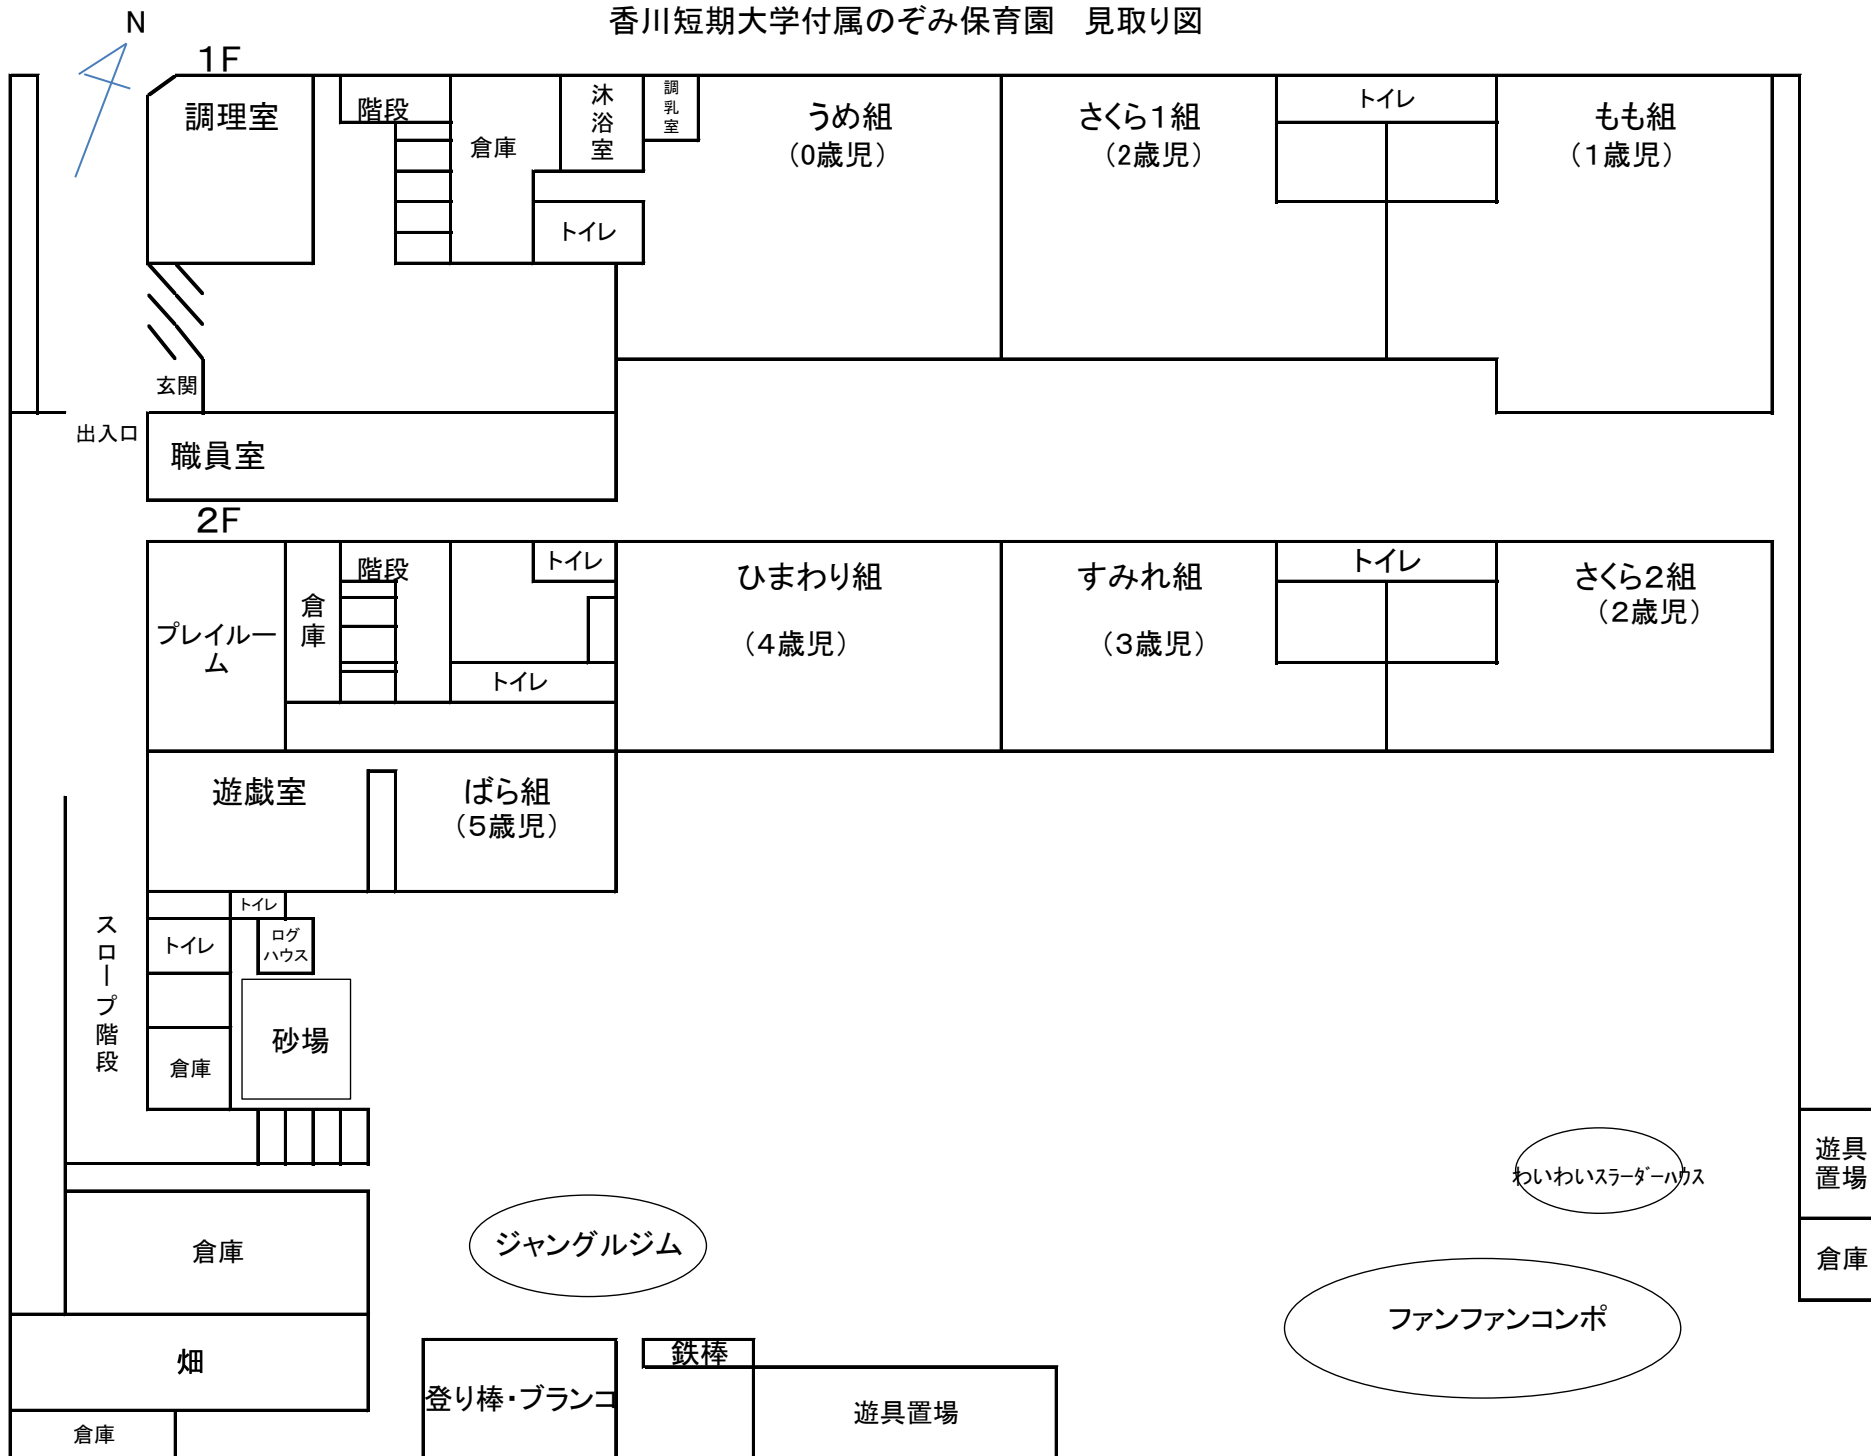 香川短期大学付属のぞみ保育園　見取り図
N
1F
調理室
階段
倉庫
沐浴室
調乳室
うめ組
（0歳児）
さくら１組
（2歳児）
トイレ
もも組
（１歳児）
トイレ
玄関
出入口
職員室
2F
プレイルー
ム
倉庫
階段
トイレ
トイレ
ひまわり組
（４歳児）
すみれ組
（３歳児）
トイレ
さくら２組
（２歳児）
遊戯室
ばら組
（５歳児）
スロープ階段
トイレ
トイレ
ログ
ハウス
砂場
倉庫
わいわいスラーダーハウス
遊具
置場
倉庫
倉庫
ジャングルジム
ファンファンコンポ
畑
登り棒・ブランコ
鉄棒
遊具置場
倉庫